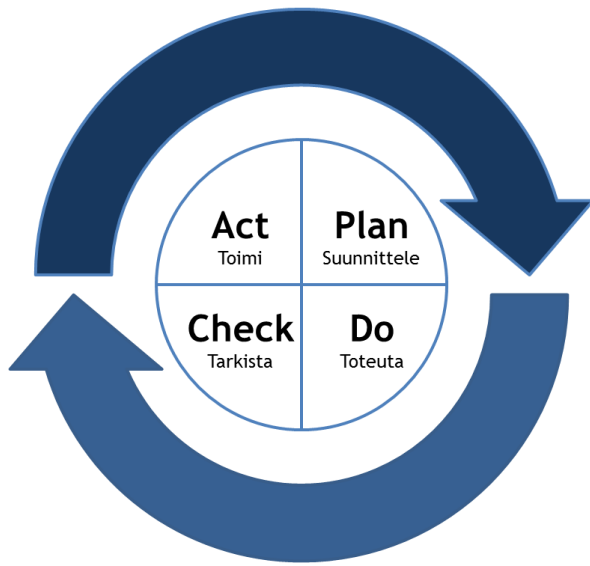 Act
Toimi
Plan
Suunnittele
Check
Tarkista
Do
Toteuta